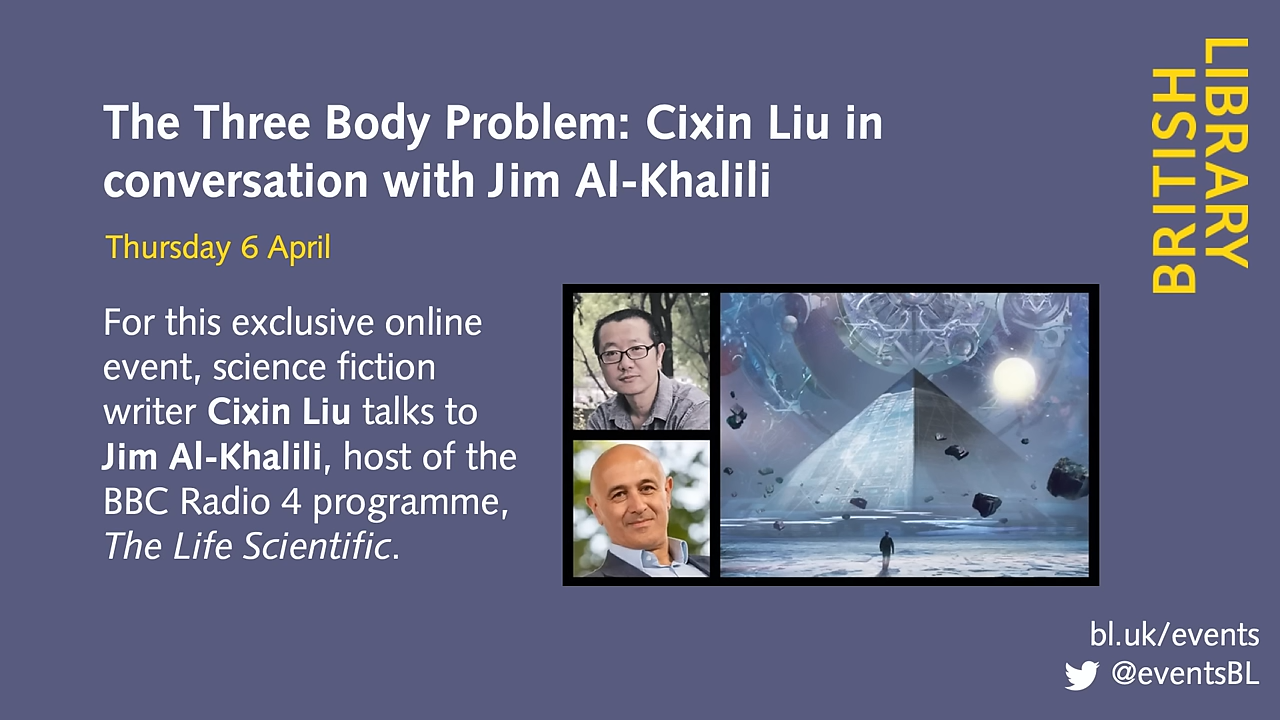 The Three Body Problem: Cixin Liu in
conversation with Jim Al-Khalili
Thursday 6 April
For this exclusive online
event, science fiction
writer Cixin Liu talks to
Jim Al-Khalili, host of the
BBC Radio 4 programme,
The Life Scientific.
BRITISH
LIBRARY
bl.uk/events
@eventsBL